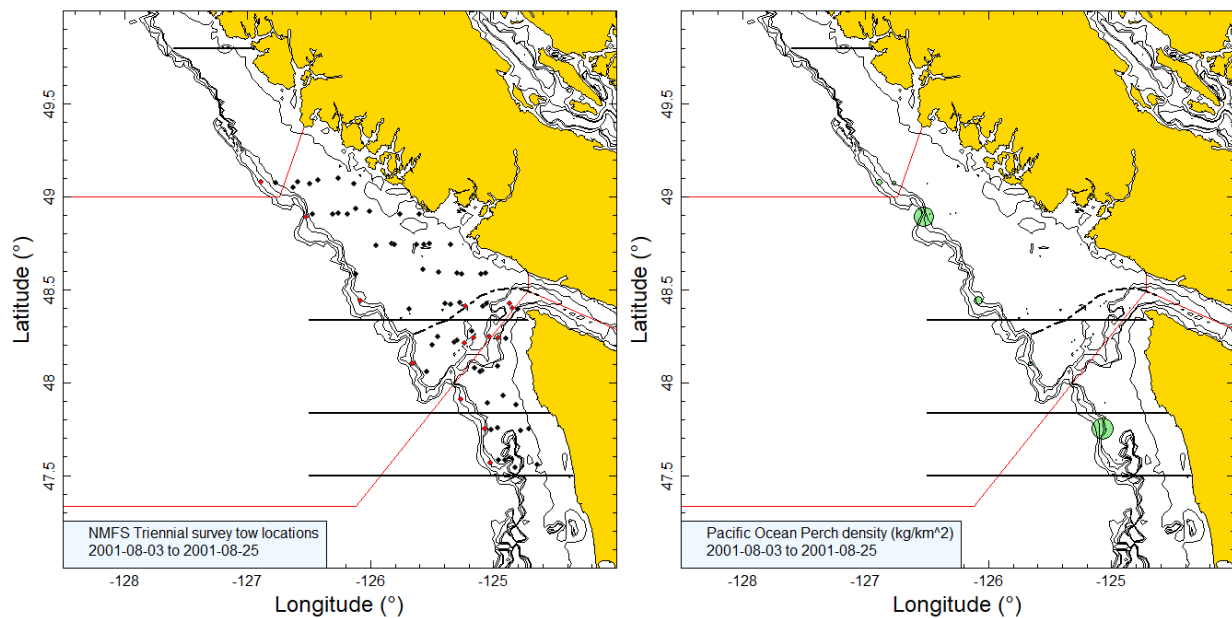 Latitude (°)
49.5
49
48.5
48
47.5
NMFS Triennial survey tow locations
2001-08-03 to 2001-08-25
-128
-127
-126
-125
Longitude (°)
Latitude (°)
49.5
49
48.5
48
47.5
Pacific Ocean Perch density (kg/km^2)
2001-08-03 to 2001-08-25
-128
-127
-126
-125
Longitude (°)